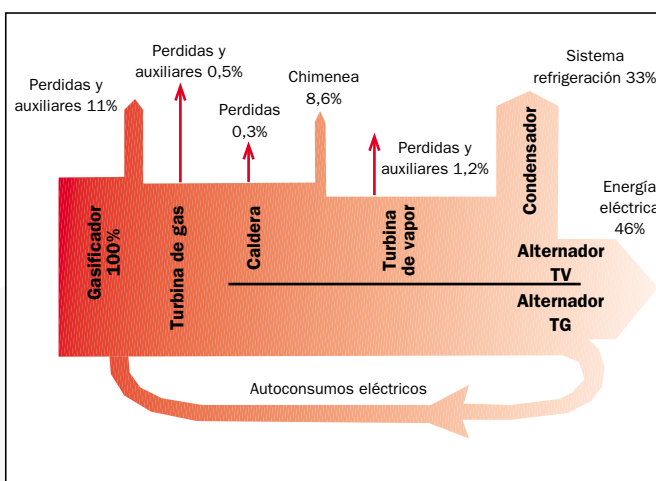 Perdidas y
auxiliares 11%
Perdidas y
auxiliares 0,5%
Perdidas
0,3%
Chimenea
8,6%
Perdidas y
auxiliares 1,2%
Sistema
refrigeración 33%
Energía
eléctrica
46%
Gasificador
100%
Turbina de gas
Caldera
Turbina
de vapor
Condensador
Alternador
TV
Alternador
TG
Autoconsumos eléctricos